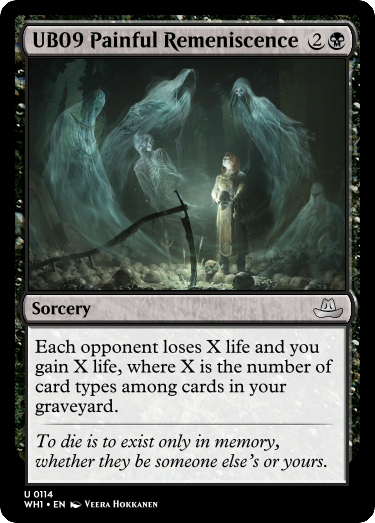 UB09 Painful Remeniscence 2
Sorcery
Each opponent loses X life and you
gain X life, where X is the number of
card types among cards in your
graveyard.
To die is to exist only in memory,
whether they be someone else's or yours.
U 0114
WH1 • EN Veera Hokkanen